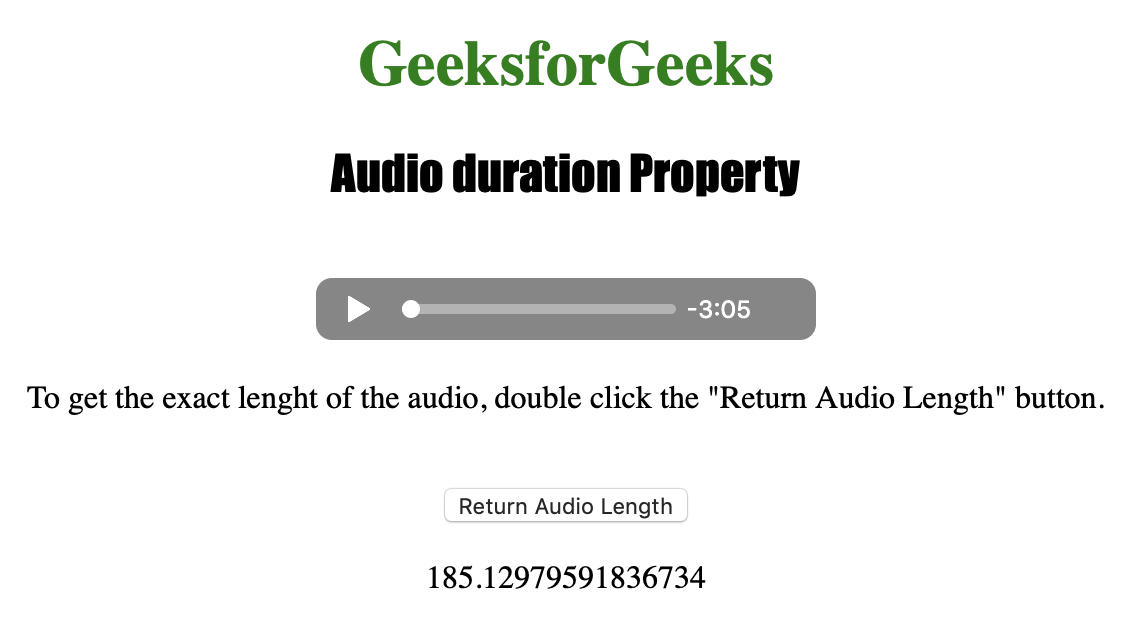 GeeksforGeeks
Audio duration Property
-3:05
To get the exact lenght of the audio, double click the "Return Audio Length" button.
Return Audio Length
185.12979591836734